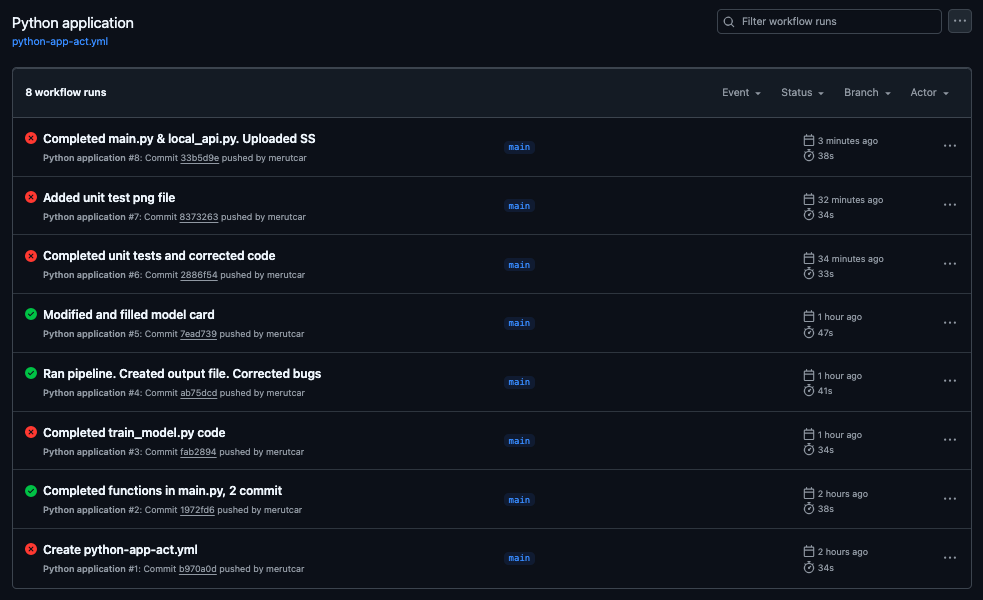 Python application
python-app-act.yml
Filter workflow runs
8 workflow runs
Event
Status
Branch
Actor
Completed main.py & local_api.py. Uploaded SS
Python application #8: Commit 33b5d9e pushed by merutcar
main
3 minutes ago
38s
Added unit test png file
Python application #7: Commit 8373263 pushed by merutcar
main
32 minutes ago
34s
Completed unit tests and corrected code
Python application #6: Commit 2886f54 pushed by merutcar
main
34 minutes ago
33s
Modified and filled model card
Python application #5: Commit 7ead739 pushed by merutcar
main
1 hour ago
47s
Ran pipeline. Created output file. Corrected bugs
Python application #4: Commit ab75dcd pushed by merutcar
main
1 hour ago
41s
Completed train_model.py code
Python application #3: Commit fab2894 pushed by merutcar
main
1 hour ago
34s
Completed functions in main.py, 2 commit
Python application #2: Commit 1972fd6 pushed by merutcar
main
2 hours ago
38s
Create python-app-act.yml
Python application #1: Commit b970a0d pushed by merutcar
main
2 hours ago
34s